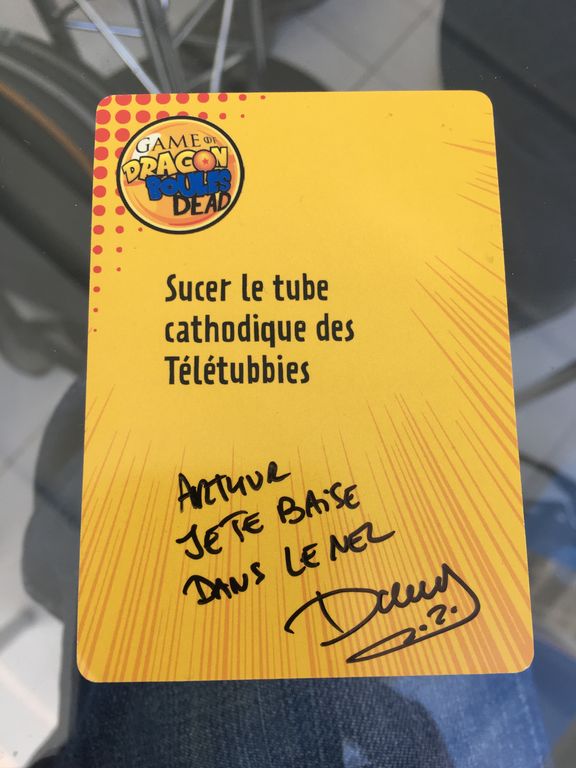 GAME OF
DRAGON
BOULES
DEAD
Sucer le tube
cathodique des
Télétubbies
ARTHUR
JE TE BAISE
DANS LE NEZ